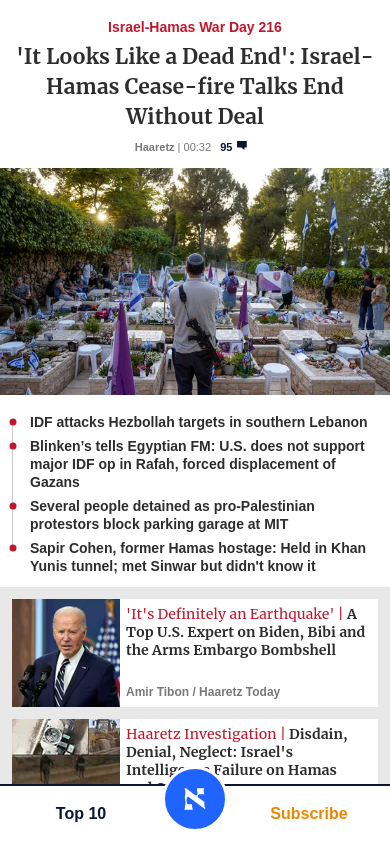 Israel-Hamas War Day 216
'It Looks Like a Dead End': Israel-
Hamas Cease-fire Talks End
Without Deal
Haaretz | 00:32 95
IDF attacks Hezbollah targets in southern Lebanon
Blinken's tells Egyptian FM: U.S. does not support
major IDF op in Rafah, forced displacement of
Gazans
Several people detained as pro-Palestinian
protestors block parking garage at MIT
Sapir Cohen, former Hamas hostage: Held in Khan
Yunis tunnel; met Sinwar but didn't know it
'It's Definitely an Earthquake' | A
Top U.S. Expert on Biden, Bibi and
the Arms Embargo Bombshell
Amir Tibon / Haaretz Today
Haaretz Investigation | Disdain,
Denial, Neglect: Israel's
Failure on Hamas
Top 10
Subscribe